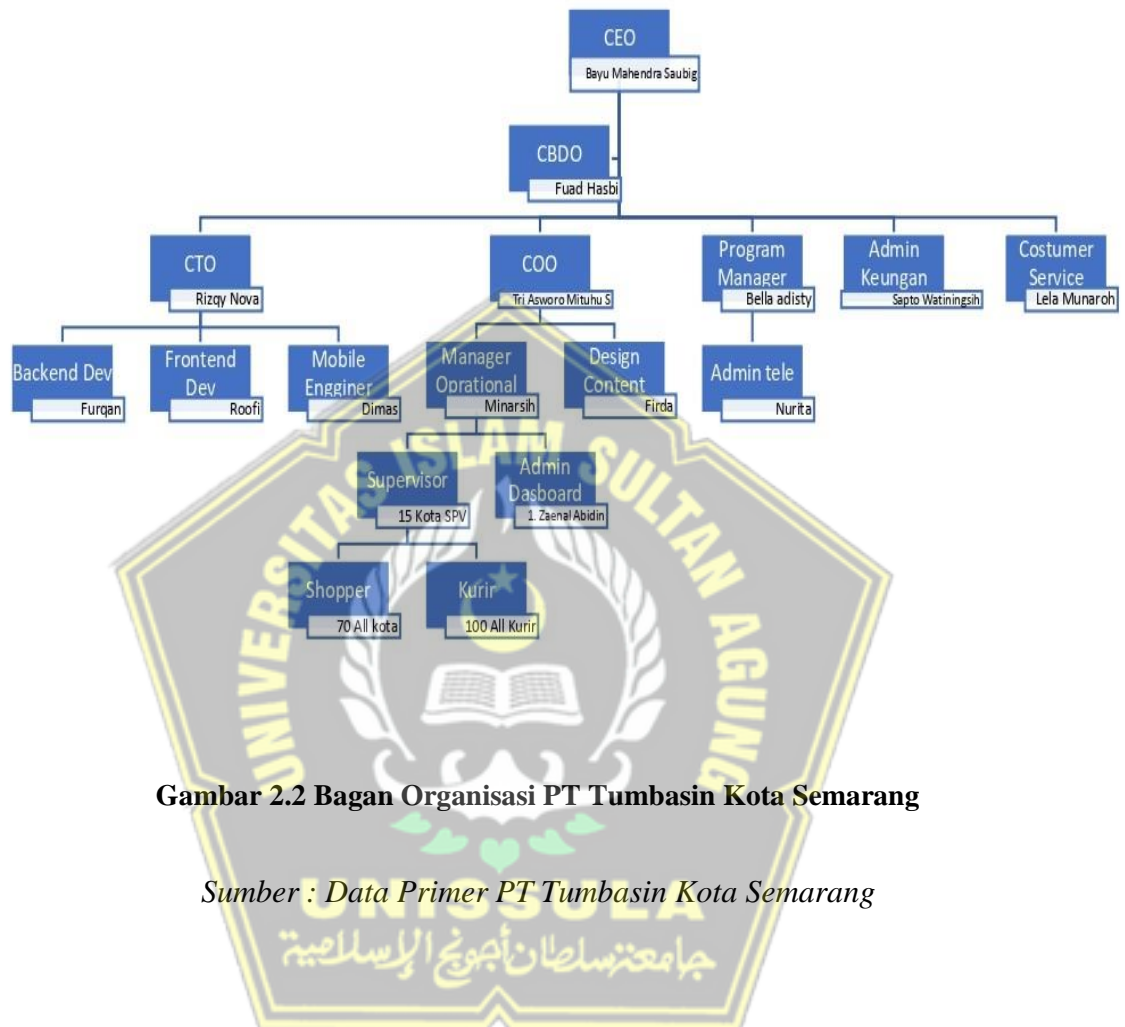 CEO
Bayu Mahendra Saubig
CBDO
Fuad Hasbi
CTO
Rizqy Nova
COO
Tri Asworo Mituhu S
Program
Manager
Bella adisty
Admin
Keungan
Sapto Watiningsih
Costumer
Service
Lela Munaroh
Backend Dev
Furqan
Frontend
Dev
Roofi
Mobile
Engginer
Dimas
Manager
Oprational
Minarsih
Design
Content
Firda
Admin tele
Nurita
Supervisor
15 Kota SPV
Admin
Dasboard
1. Zaenal Abidin
Shopper
70 All kota
Kurir
100 All Kurir
UNIVERSITAS ISLAM SULTAN AGUNG
Gambar 2.2 Bagan Organisasi PT Tumbasin Kota Semarang
Sumber : Data Primer PT Tumbasin Kota Semarang
UNISSULA
جامعتسلطان أجونج الإسلامية